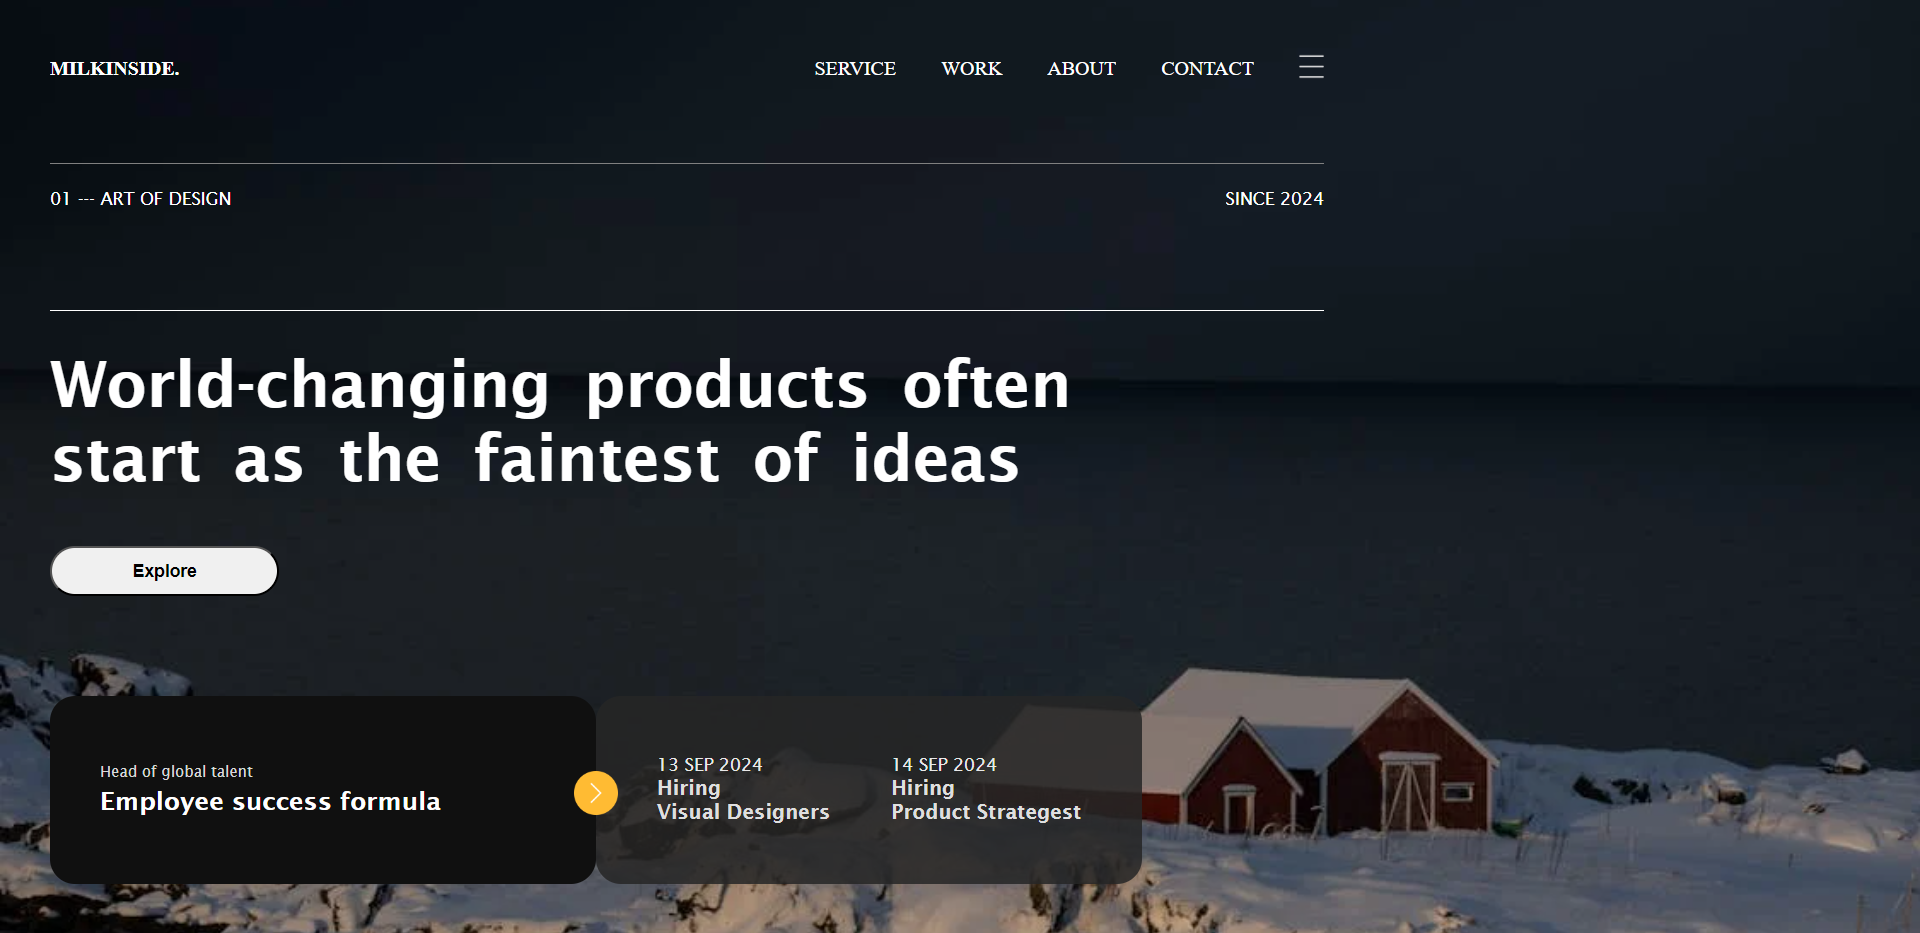 MILKINSIDE.
SERVICE WORK ABOUT CONTACT
01 --- ART OF DESIGN
SINCE 2024
World-changing products often
start as the faintest of ideas
Explore
Head of global talent
Employee success formula
13 SEP 2024
Hiring
Visual Designers
14 SEP 2024
Hiring
Product Strategest